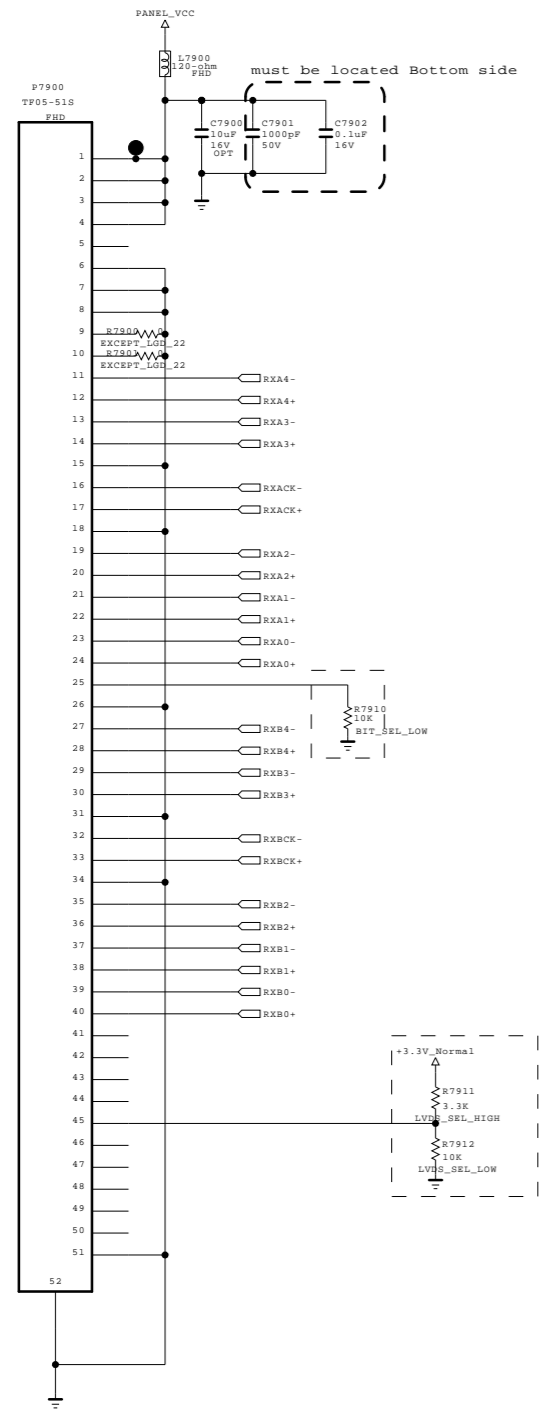 PANEL_VCC
L7900
120-ohm
FHD
must be located Bottom side
P7900
TF05-51S
FHD
C7900
10uF
16V
OPT
C7901
1000pF
50V
C7902
0.1uF
16V
1
2
3
4
5
6
7
8
9
R7900 0
EXCEPT_LGD_22
10
R7901 0
EXCEPT_LGD_22
11 RXA4-
12 RXA4+
13 RXA3-
14 RXA3+
15
16 RXACK-
17 RXACK+
18
19 RXA2-
20 RXA2+
21 RXA1-
22 RXA1+
23 RXA0-
24 RXA0+
25
R7910
10K
BIT_SEL_LOW
26
27 RXB4-
28 RXB4+
29 RXB3-
30 RXB3+
31
32 RXBCK-
33 RXBCK+
34
35 RXB2-
36 RXB2+
37 RXB1-
38 RXB1+
39 RXB0-
40 RXB0+
41
42
43
44
45
+3.3V_Normal
R7911
3.3K
LVDS_SEL_HIGH
R7912
10K
LVDS_SEL_LOW
46
47
48
49
50
51
52